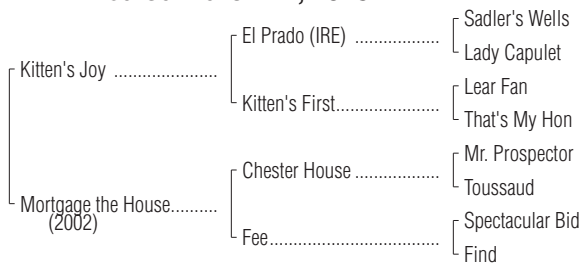 Sadler's Wells
El Prado (IRE) ....................
Lady Capulet
Kitten's Joy ........................
Lear Fan
Kitten's First.........................
That's My Hon
Mr. Prospector
Chester House ....................
Toussaud
Mortgage the House...........
(2002)
Spectacular Bid
Fee.........................................
Find